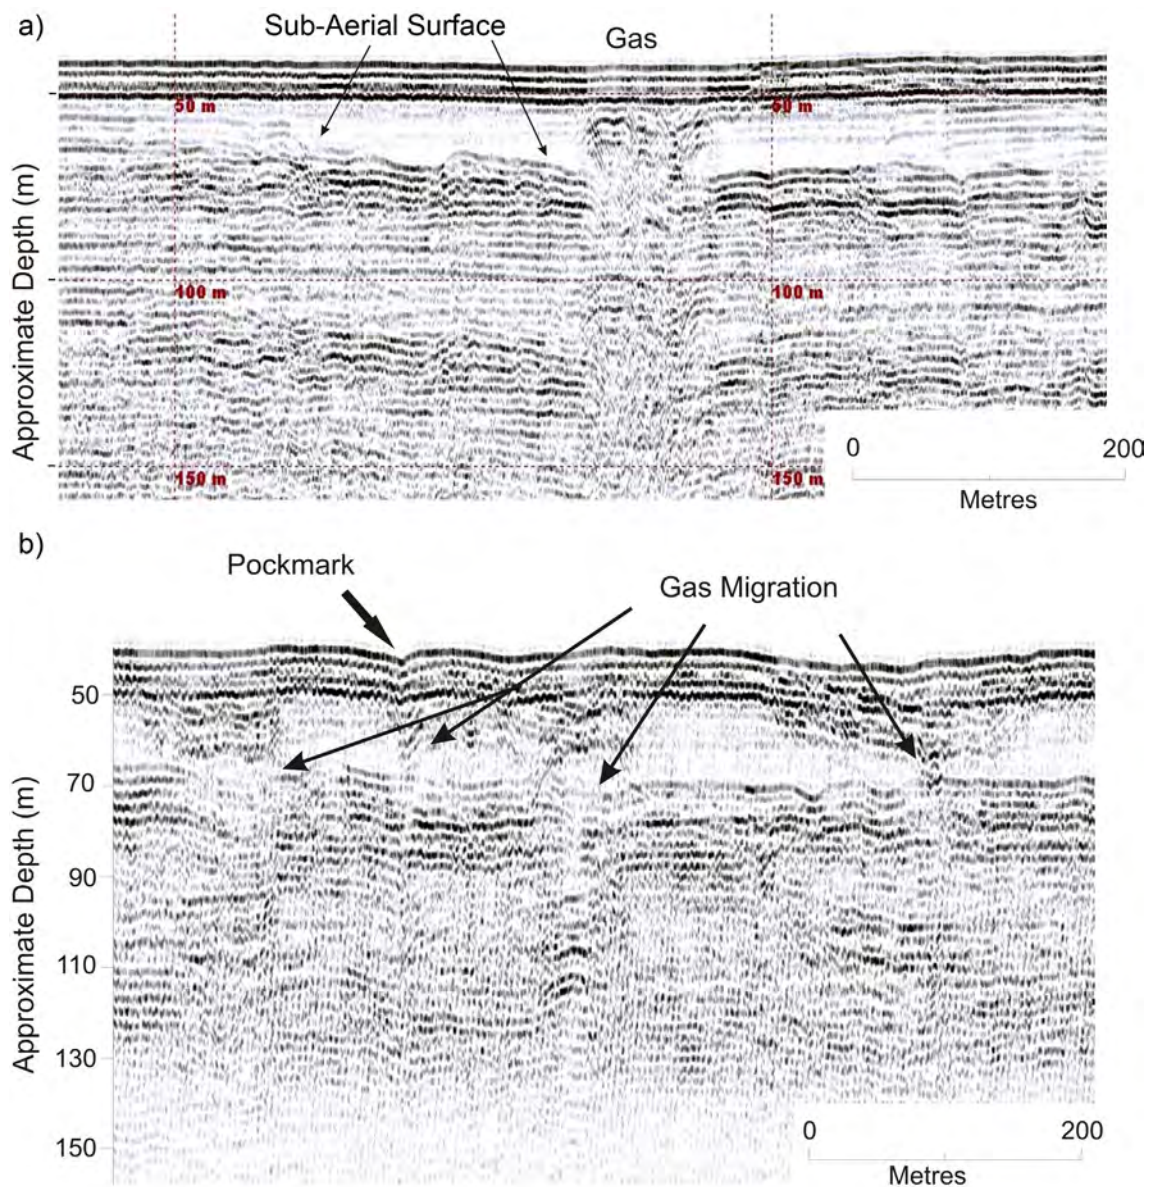 a)
Sub-Aerial Surface
Gas
50 m
50 m
100 m
100 m
150 m
150 m
Approximate Depth (m)
0
200
Metres
b)
Pockmark
Gas Migration
50
70
90
110
130
150
Approximate Depth (m)
0
200
Metres